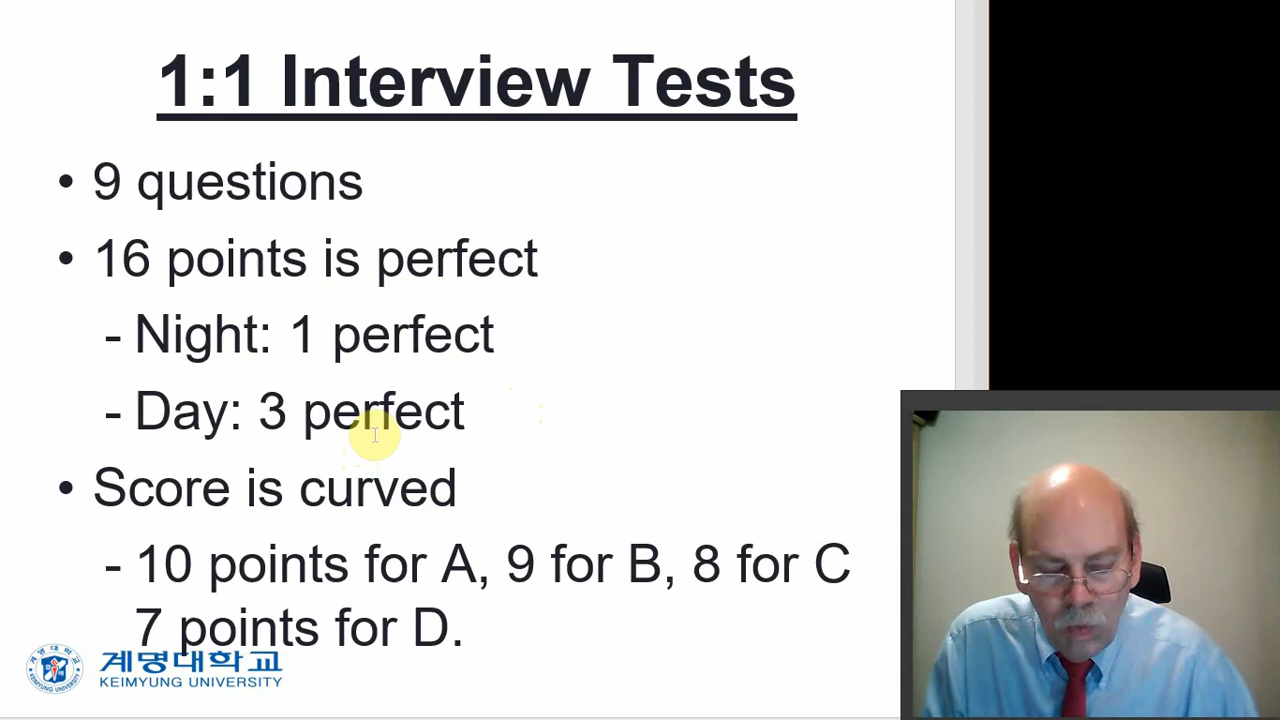 1:1 Interview Tests
• 9 questions
• 16 points is perfect
- Night: 1 perfect
- Day: 3 perfect
• Score is curved
- 10 points for A, 9 for B, 8 for C
7 points for D.
계명대학교
KEIMYUNG UNIVERSITY